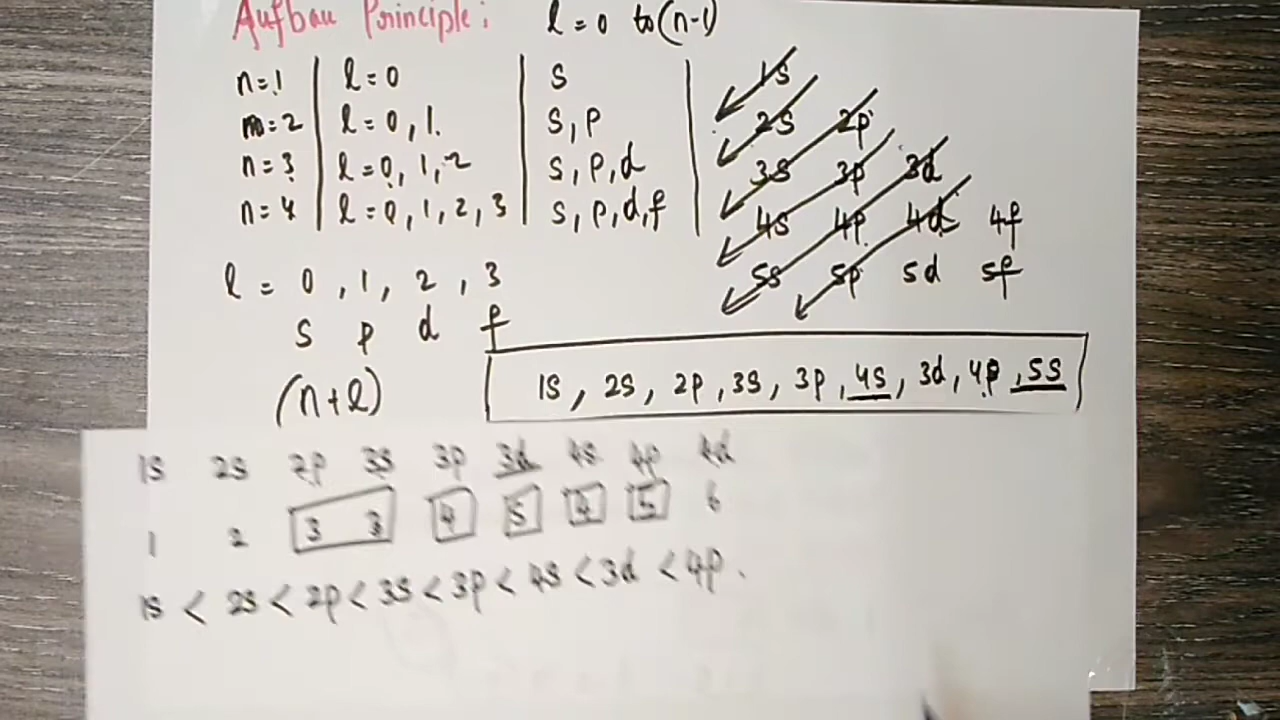 Aufbau Principle: l = 0 to (n-1)
n=1 | l=0 | s | 1s
n=2 | l=0, 1. | s, p | 2s 2p
n=3 | l=0, 1, 2 | s, p, d | 3s 3p 3d
n=4 | l=0, 1, 2, 3 | s, p, d, f | 4s 4p 4d 4f
5s 5p 5d 5f
l = 0, 1, 2, 3
s p d f
(n+l)
1s, 2s, 2p, 3s, 3p, 4s, 3d, 4p, 5s
1s 2s 2p 3s 3p 3d 4s 4p 4d
1 2 3 3 4 5 4 5 6
1s < 2s < 2p < 3s < 3p < 4s < 3d < 4p.